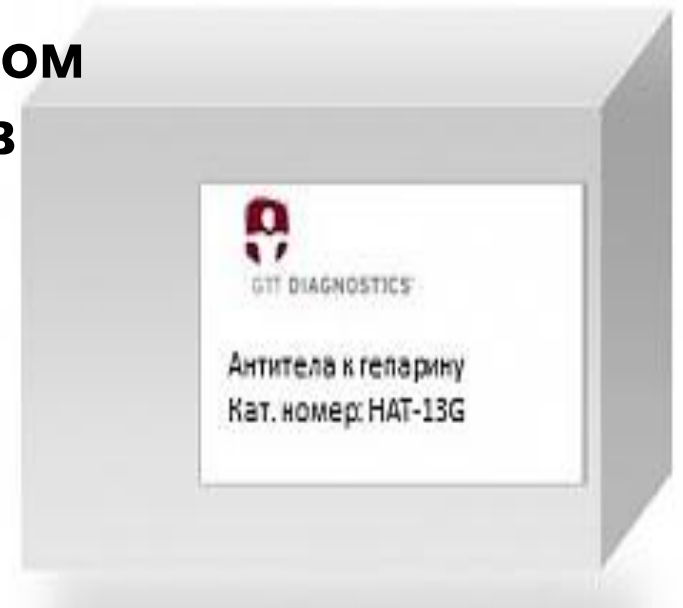 ом
в
GTI DIAGNOSTICS
Антитела к гепарину
Кат. номер: HAT-13G